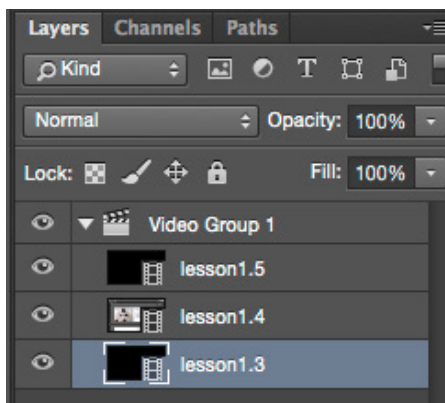 Layers Channels Paths
Kind T
Normal Opacity: 100%
Lock: Fill: 100%
Video Group 1
lesson1.5
lesson1.4
lesson1.3